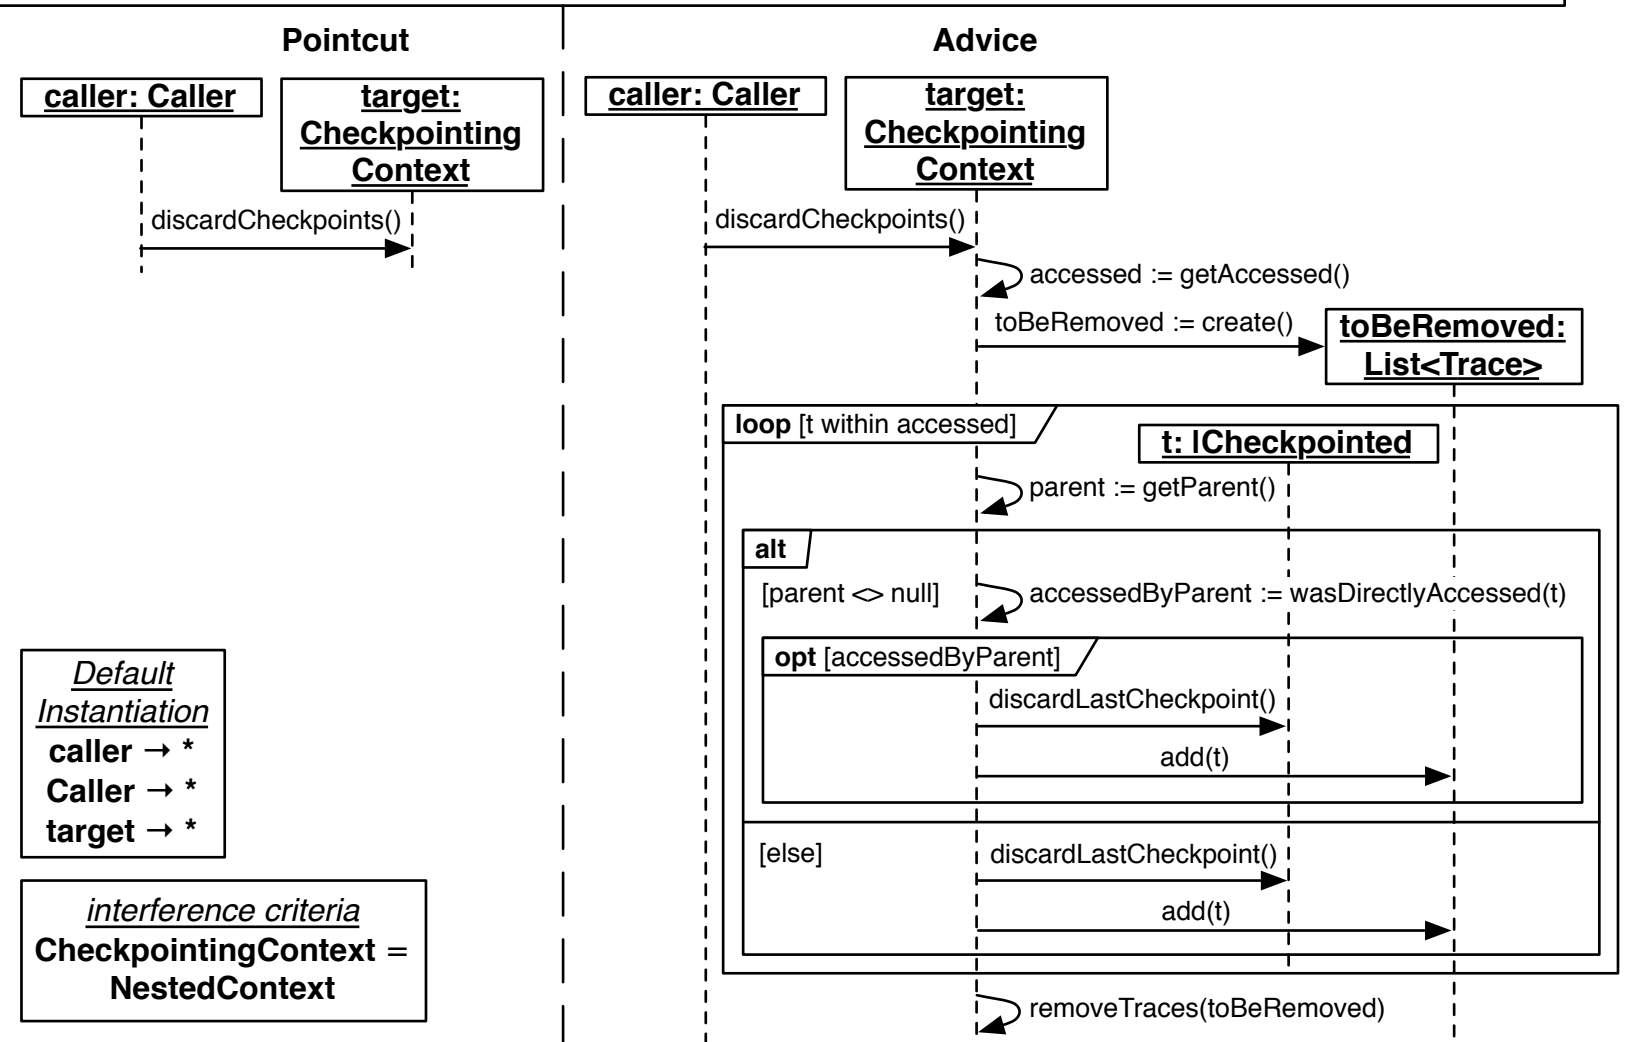 Pointcut
Advice
caller: Caller
target:
Checkpointing
Context
discardCheckpoints()
caller: Caller
target:
Checkpointing
Context
discardCheckpoints()
accessed := getAccessed()
toBeRemoved := create()
toBeRemoved:
List<Trace>
loop [t within accessed]
t: ICheckpointed
parent := getParent()
alt
[parent <> null]
accessedByParent := wasDirectlyAccessed(t)
opt [accessedByParent]
discardLastCheckpoint()
add(t)
[else]
discardLastCheckpoint()
add(t)
removeTraces(toBeRemoved)
Default
Instantiation
caller → *
Caller → *
target → *
interference criteria
CheckpointingContext =
NestedContext